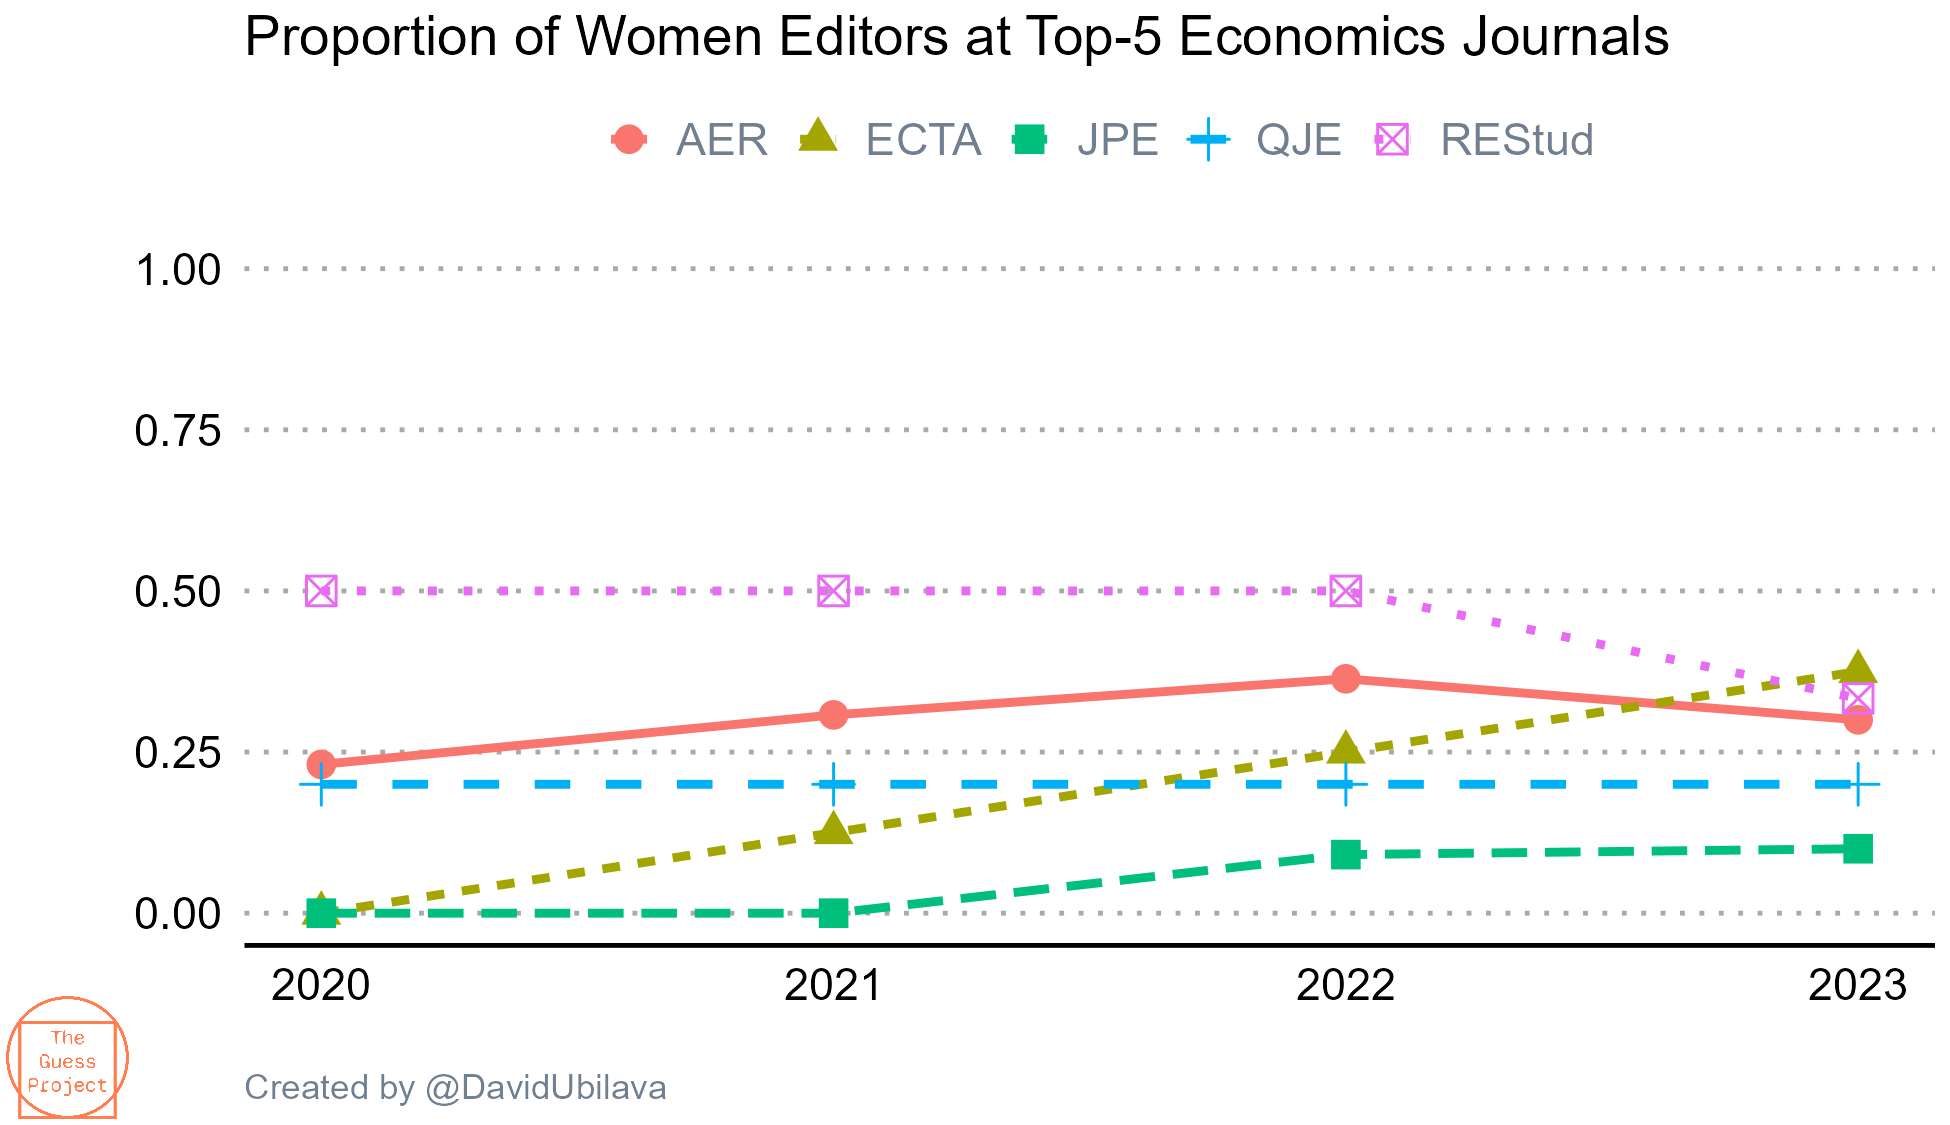 Proportion of Women Editors at Top-5 Economics Journals
AER ECTA JPE QJE REStud
1.00
0.75
0.50
0.25
0.00
2020 2021 2022 2023
The
Guess
Project
Created by @DavidUbilava